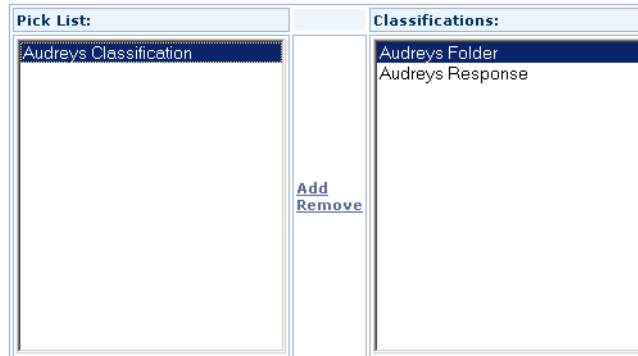 Pick List:
Classifications:
Audreys Classification
Audreys Folder
Audreys Response
Add
Remove